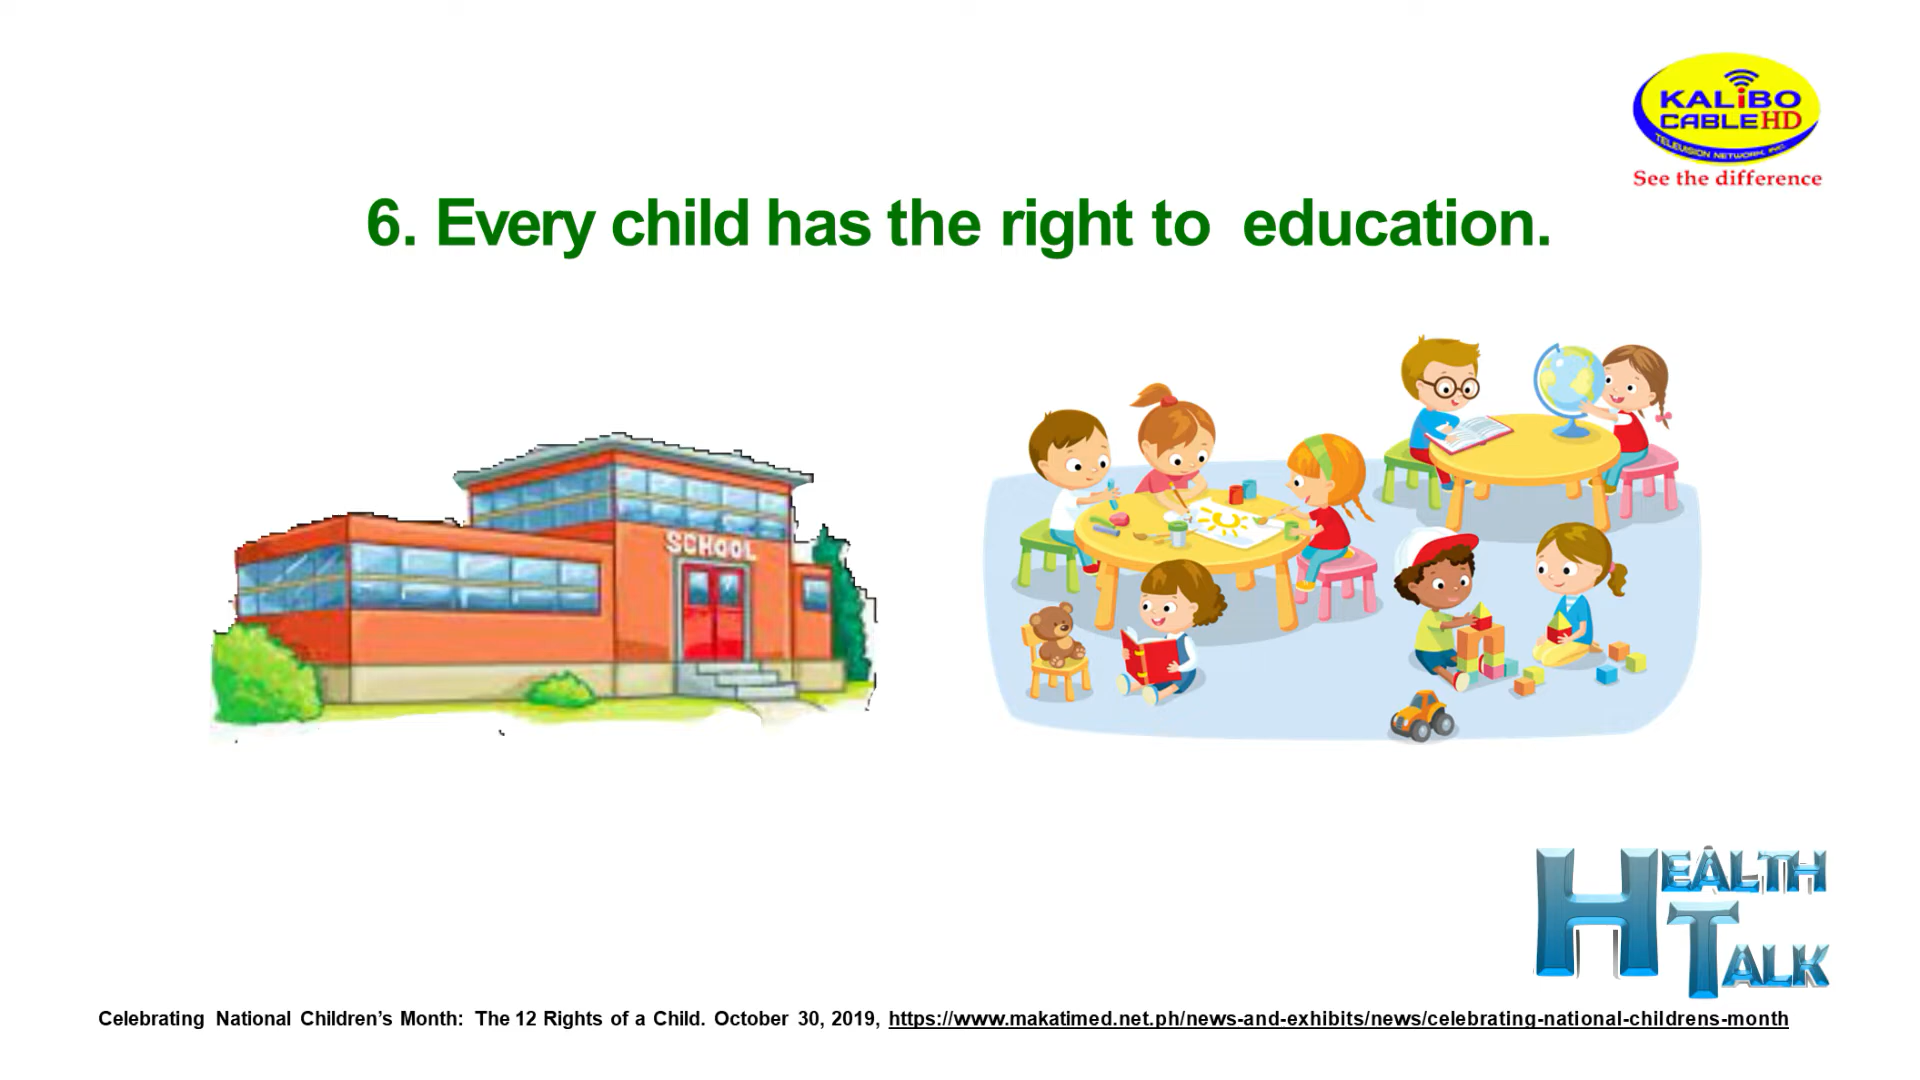 KALiBO
CABLE HD
TELEVISION NETWORK, INC.
See the difference
6. Every child has the right to education.
SCHOOL
HEALTH
TALK
Celebrating National Children’s Month: The 12 Rights of a Child. October 30, 2019, https://www.makatimed.net.ph/news-and-exhibits/news/celebrating-national-childrens-month